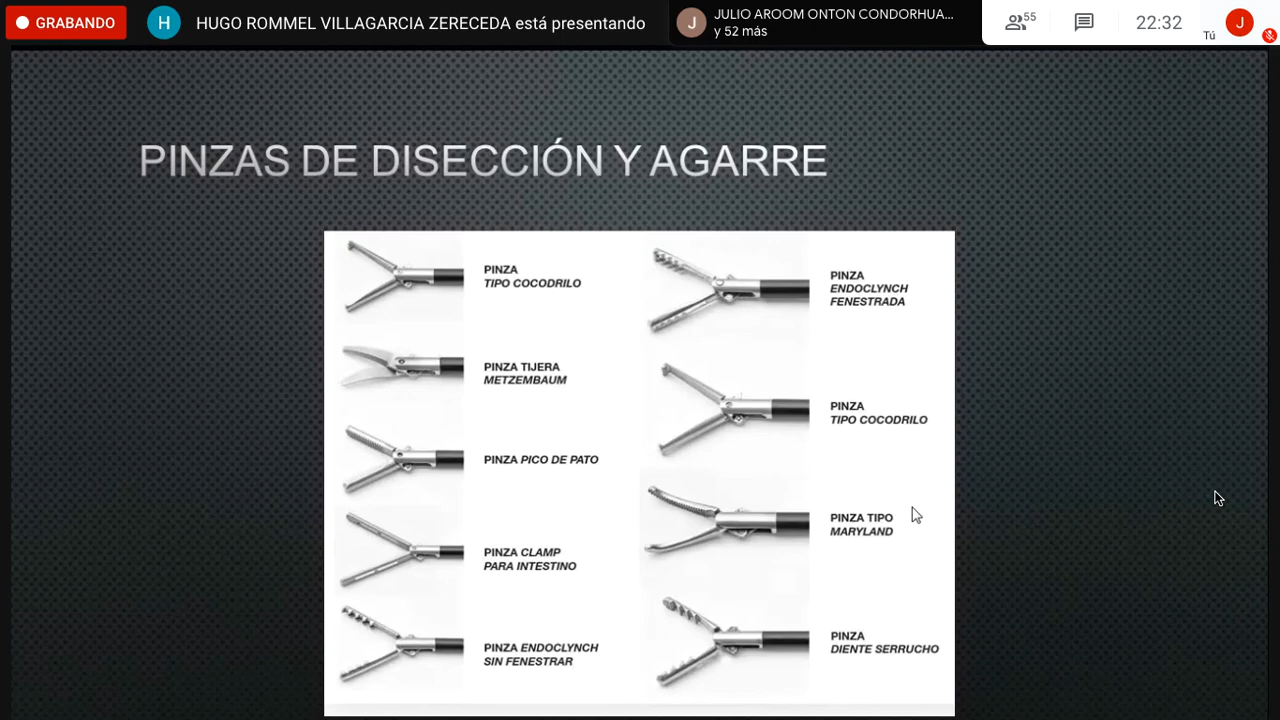 GRABANDO
H
HUGO ROMMEL VILLAGARCIA ZERECEDA está presentando
J
JULIO AROOM ONTON CONDORHUA...
y 52 más
55
22:32
Tú
J
PINZAS DE DISECCIÓN Y AGARRE
PINZA
TIPO COCODRILO
PINZA TIJERA
METZEMBAUM
PINZA PICO DE PATO
PINZA CLAMP
PARA INTESTINO
PINZA ENDOCLYNCH
SIN FENESTRAR
PINZA
ENDOCLYNCH
FENESTRADA
PINZA
TIPO COCODRILO
PINZA TIPO
MARYLAND
PINZA
DIENTE SERRUCHO